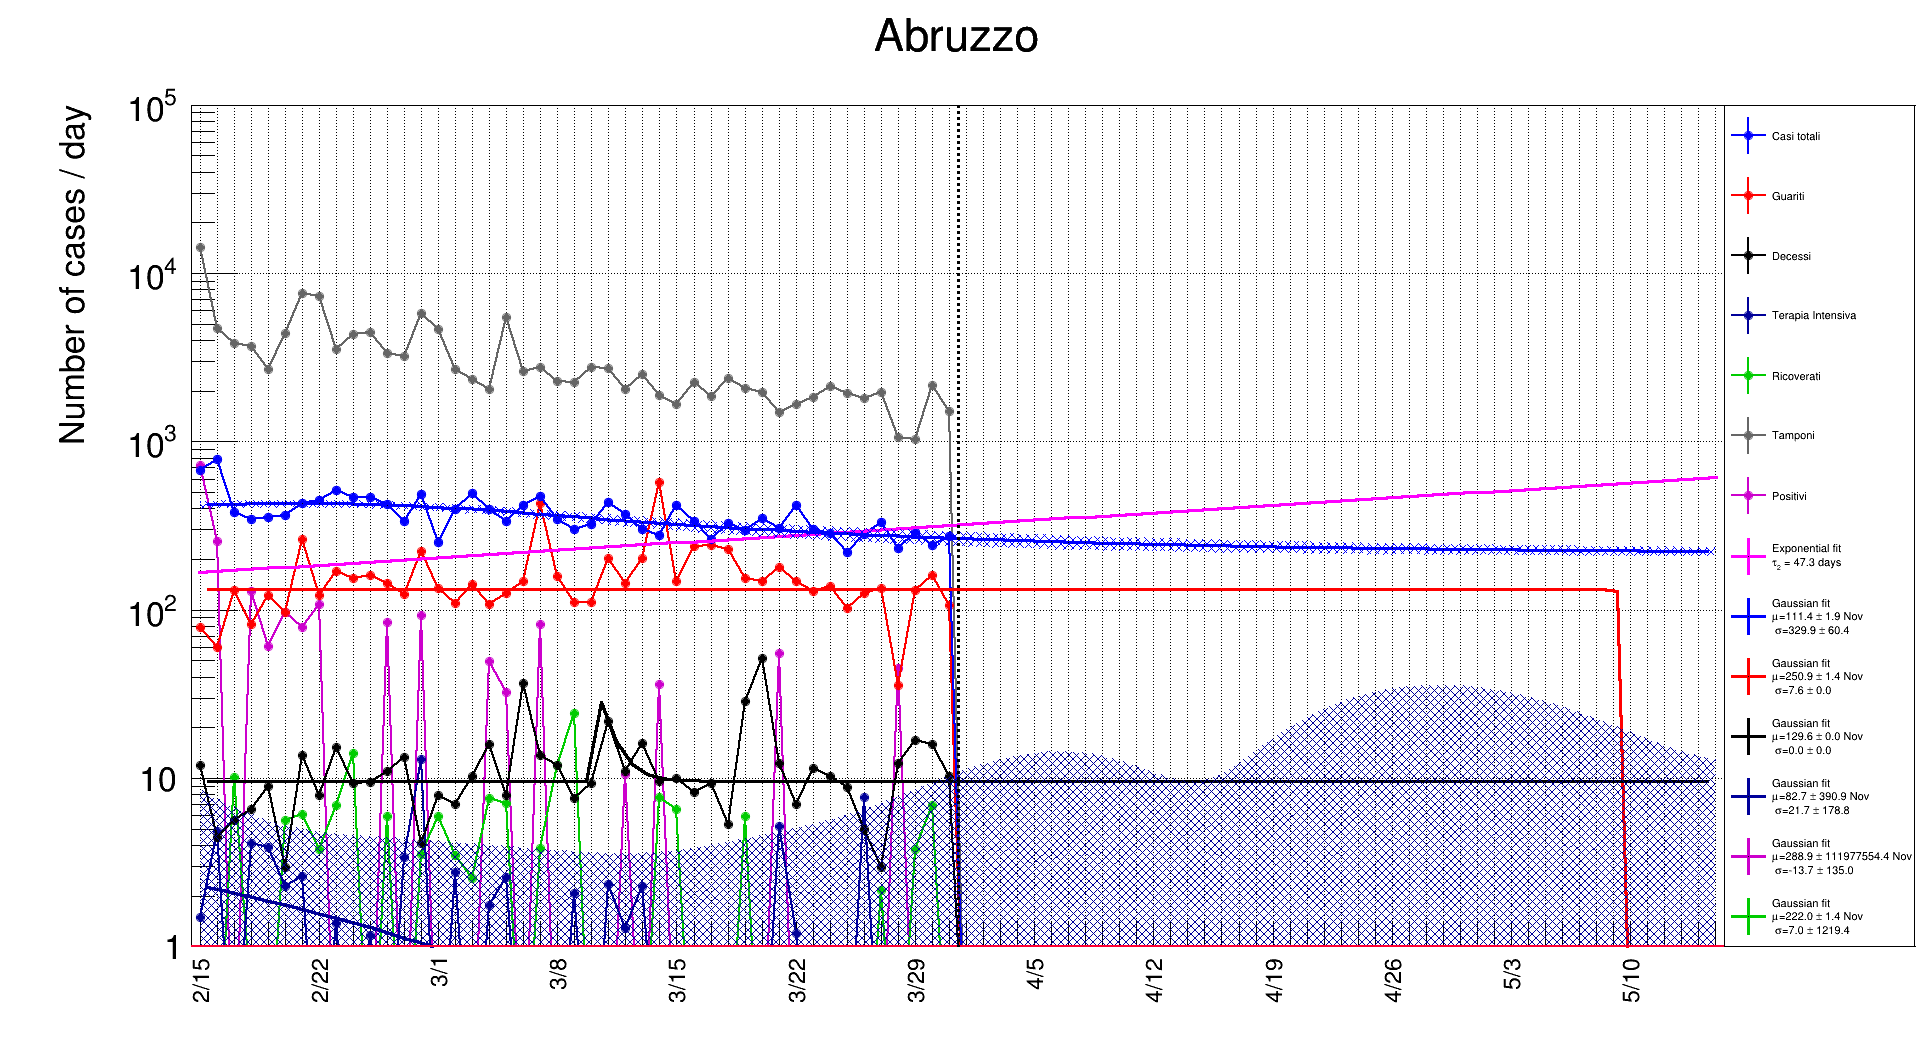 Abruzzo
Number of cases / day
10^5
10^4
10^3
10^2
10
1
2/15
2/22
3/1
3/8
3/15
3/22
3/29
4/5
4/12
4/19
4/26
5/3
5/10
Casi totali
Guariti
Decessi
Terapia Intensiva
Ricoverati
Tamponi
Positivi
Exponential fit
τ₂ = 47.3 days
Gaussian fit
μ=111.4 ± 1.9 Nov
σ=329.9 ± 60.4
Gaussian fit
μ=250.9 ± 1.4 Nov
σ=7.6 ± 0.0
Gaussian fit
μ=129.6 ± 0.0 Nov
σ=0.0 ± 0.0
Gaussian fit
μ=82.7 ± 390.9 Nov
σ=21.7 ± 178.8
Gaussian fit
μ=288.9 ± 111977554.4 Nov
σ=-13.7 ± 135.0
Gaussian fit
μ=222.0 ± 1.4 Nov
σ=7.0 ± 1219.4